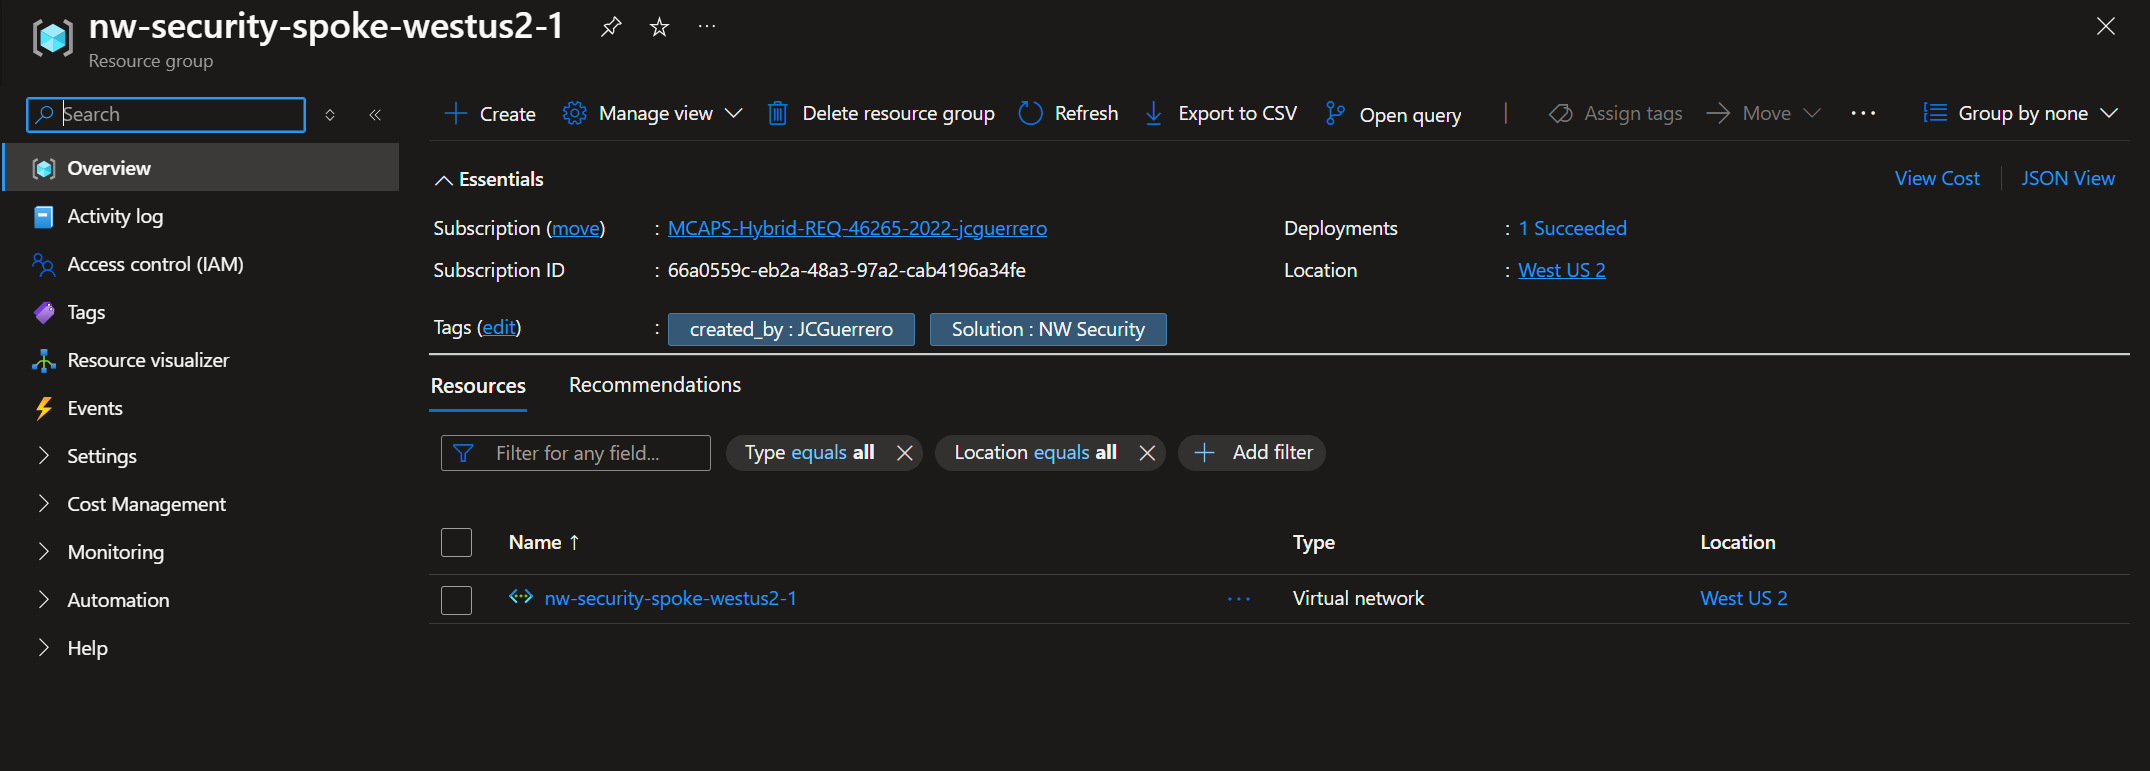 nw-security-spoke-westus2-1
Resource group
Search
Overview
Activity log
Access control (IAM)
Tags
Resource visualizer
Events
Settings
Cost Management
Monitoring
Automation
Help
Create Manage view Delete resource group Refresh Export to CSV Open query | Assign tags Move Group by none
Essentials View Cost JSON View
Subscription (move) : MCAPS-Hybrid-REQ-46265-2022-jcguerrero Deployments : 1 Succeeded
Subscription ID : 66a0559c-eb2a-48a3-97a2-cab4196a34fe Location : West US 2
Tags (edit) : created_by : JCGuerrero Solution : NW Security
Resources Recommendations
Filter for any field... Type equals all Location equals all Add filter
Name ↑ Type Location
nw-security-spoke-westus2-1 ... Virtual network West US 2